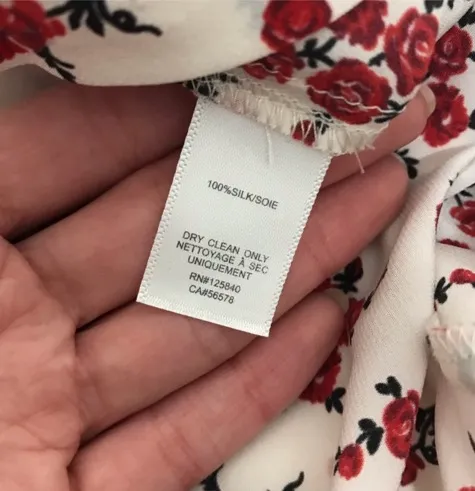 100%SILK/SOIE
DRY CLEAN ONLY
NETTOYAGE À SEC
UNIQUEMENT
RN#125840
CA#56578